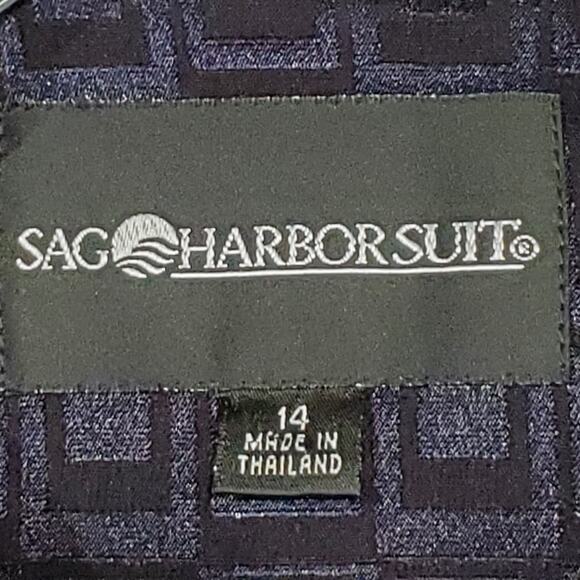 SAG HARBOR SUIT®
14
MADE IN
THAILAND